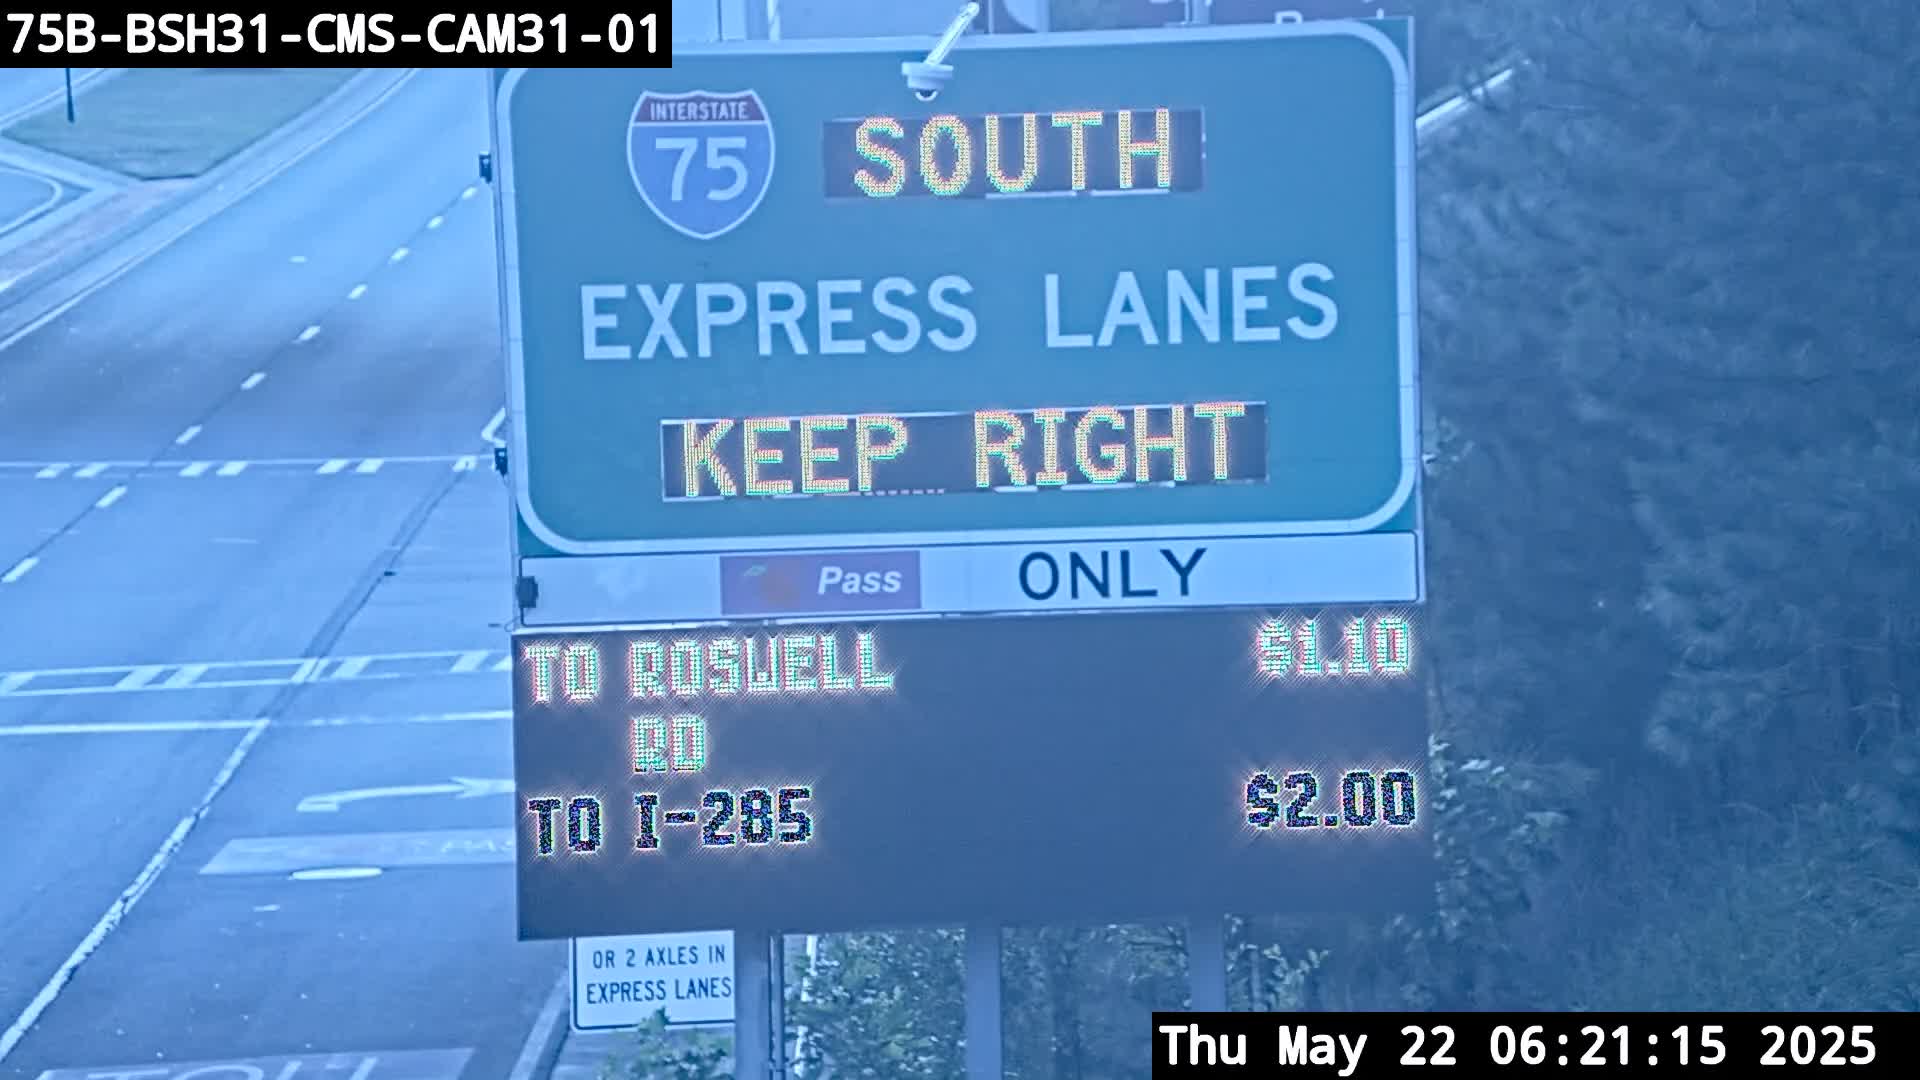 75B-BSH31-CMS-CAM31-01
INTERSTATE
75
SOUTH
EXPRESS LANES
KEEP RIGHT
Pass ONLY
TO ROSWELL $1.10
RD
TO I-285 $2.00
OR 2 AXLES IN
EXPRESS LANES
Thu May 22 06:21:15 2025